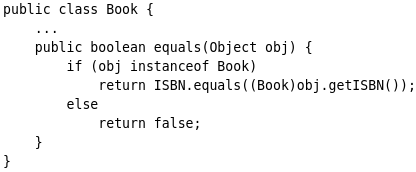 public class Book {
    ...
    public boolean equals(Object obj) {
        if (obj instanceof Book)
            return ISBN.equals((Book)obj.getISBN());
        else
            return false;
    }
}